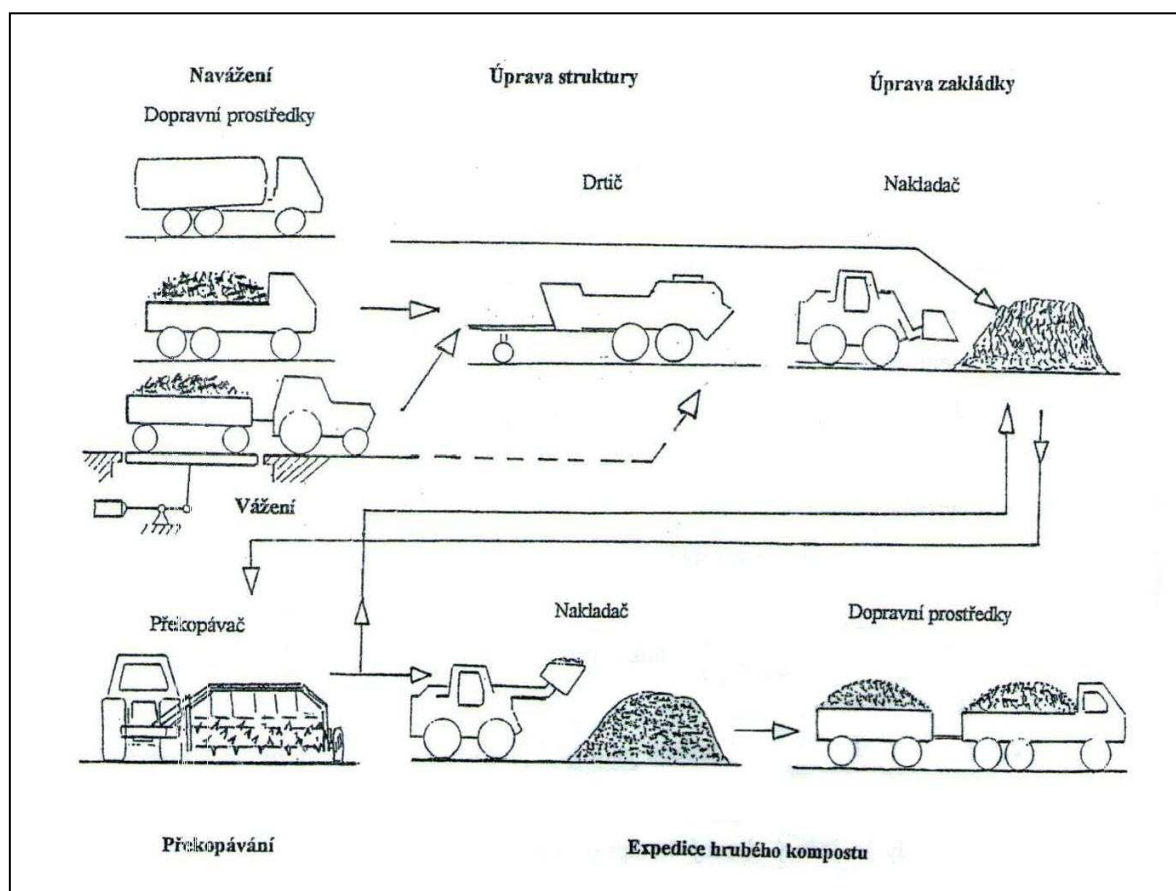 Navážení
Úprava struktury
Úprava zakládky
Dopravní prostředky
Drtič
Nakladač
Vážení
Překopávač
Nakladač
Dopravní prostředky
Překopávání
Expedice hrubého kompostu